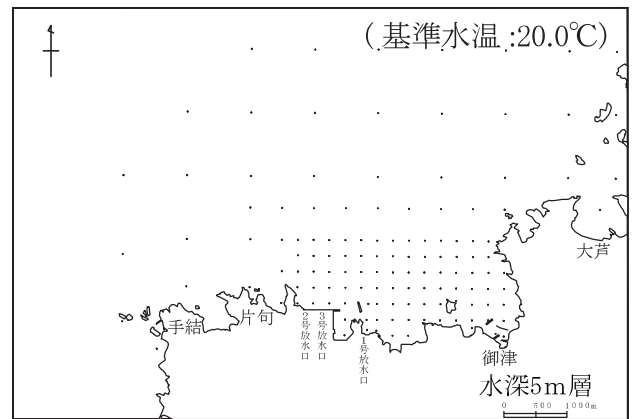 (基準水温:20.0℃)
大芦
手結
片句
2号放水口
3号放水口
1号放水口
御津
水深5m層
0 500 1000m